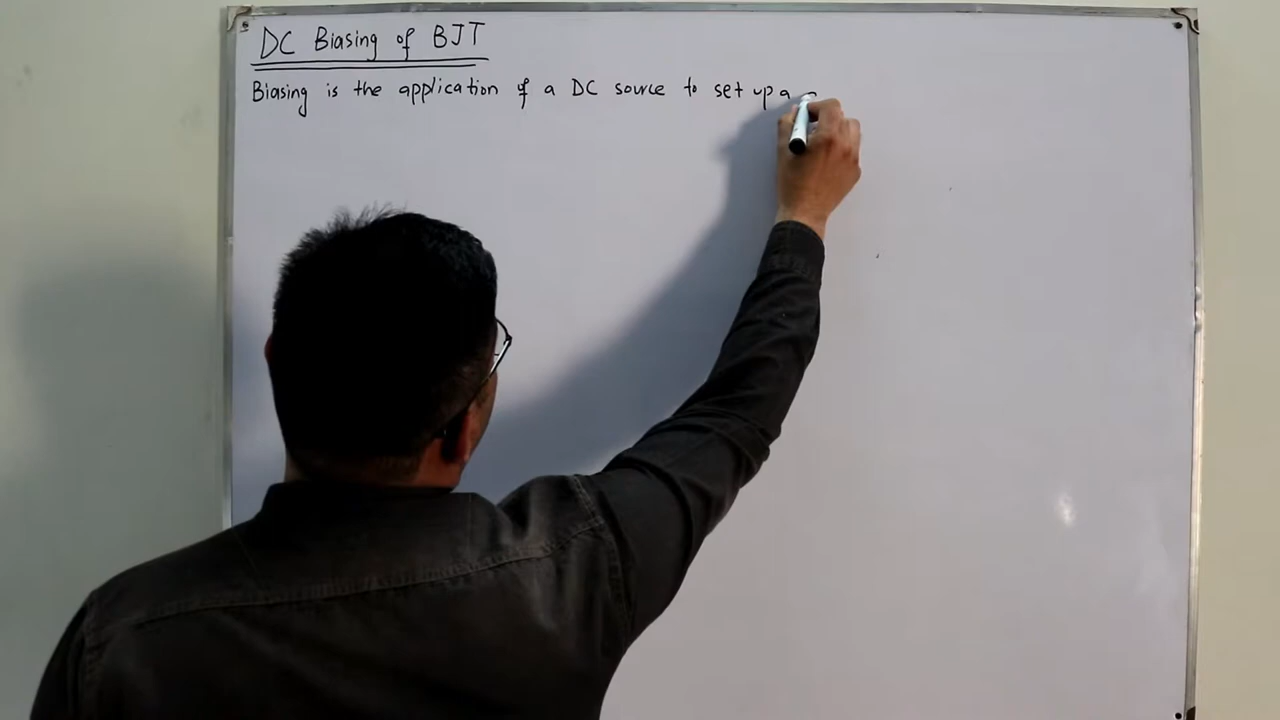 DC Biasing of BJT
Biasing is the application of a DC source to set up a